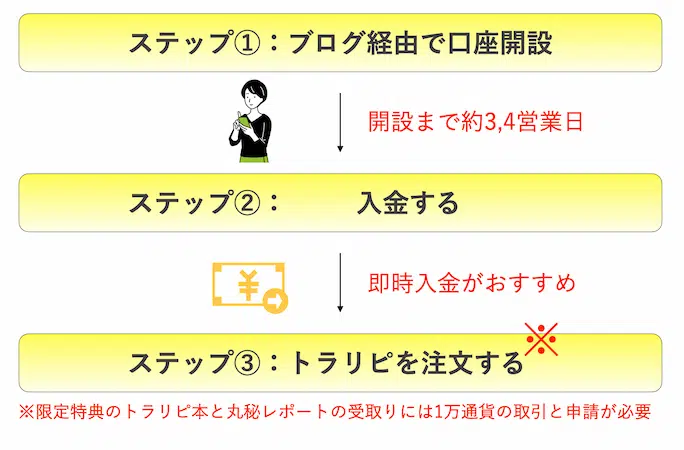 ステップ①：ブログ経由で口座開設
開設まで約3,4営業日
ステップ②： 入金する
¥
即時入金がおすすめ
ステップ③：トラリピを注文する※
※限定特典のトラリピ本と丸秘レポートの受取りには1万通貨の取引と申請が必要